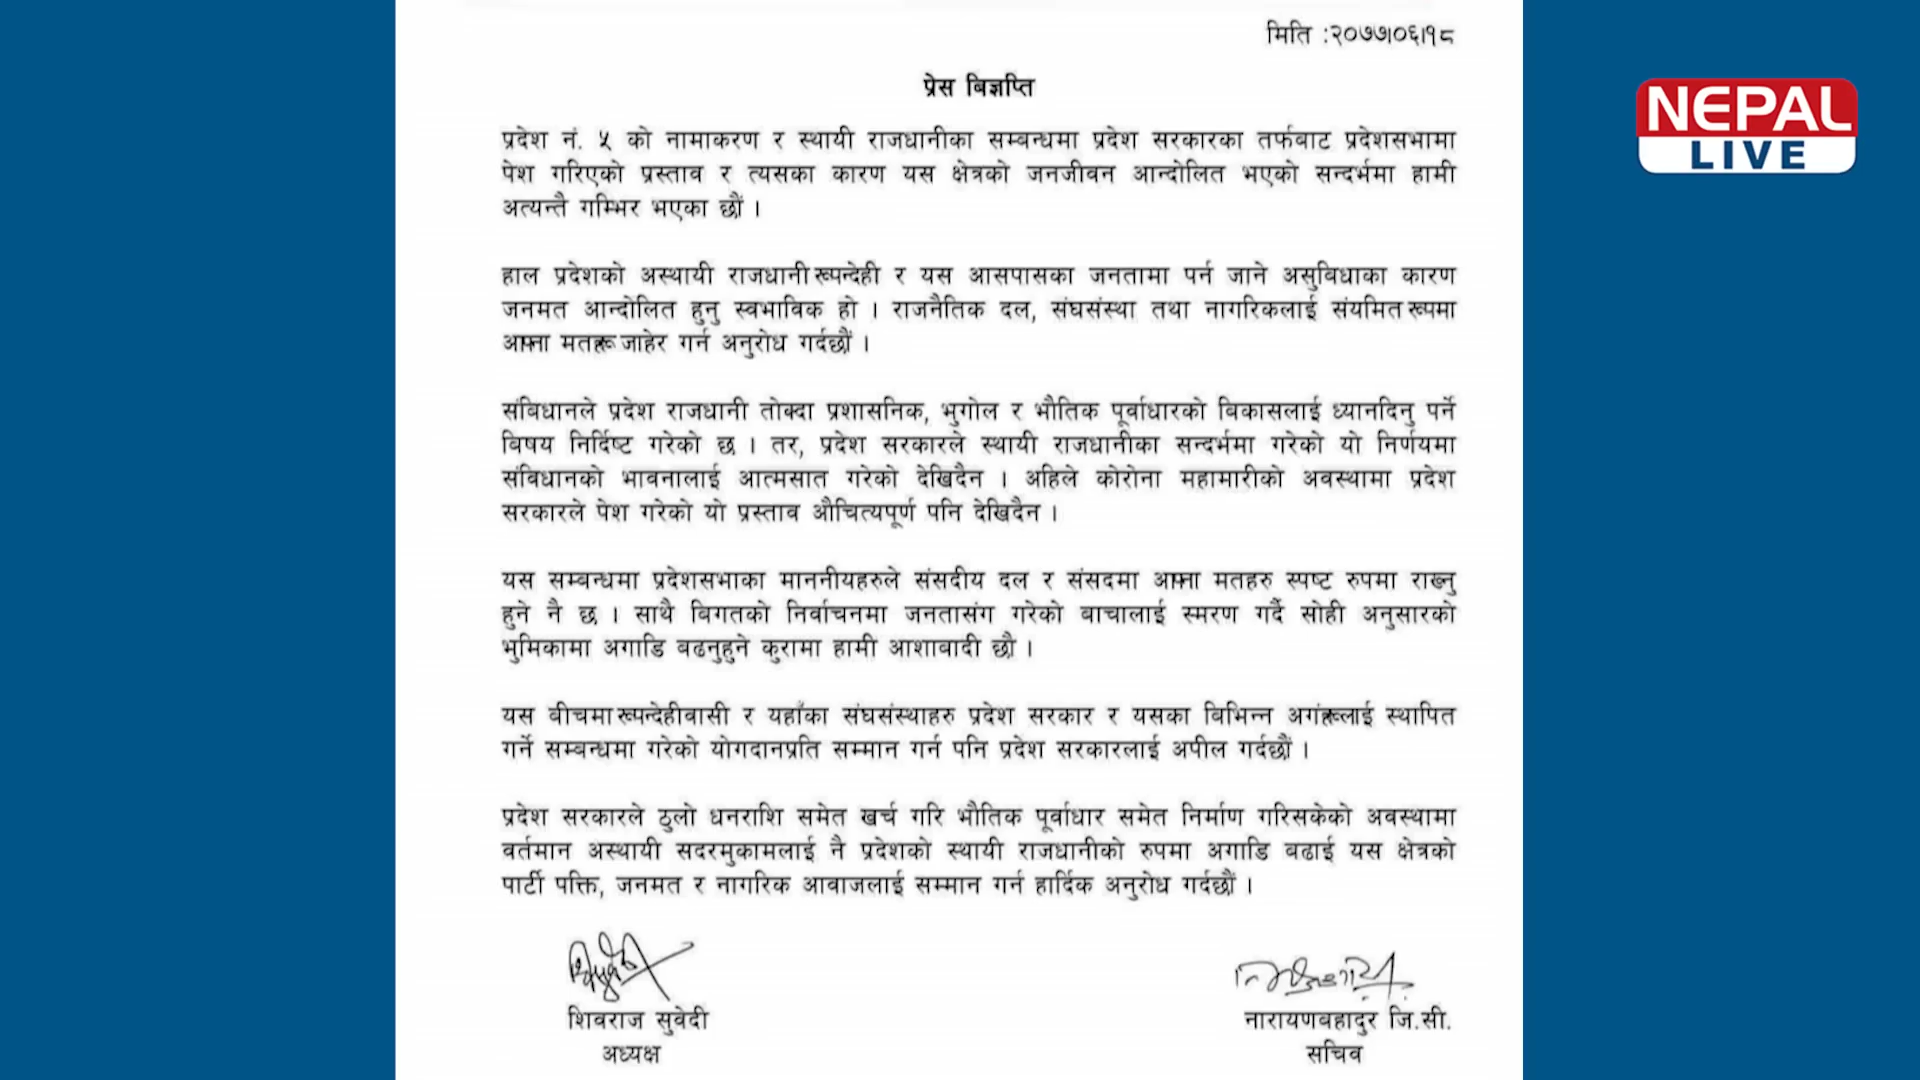 मिति :२०७७।०६।१८
NEPAL
LIVE
प्रेस बिज्ञप्ति
प्रदेश नं. ५ को नामाकरण र स्थायी राजधानीका सम्बन्धमा प्रदेश सरकारका तर्फबाट प्रदेशसभामा
पेश गरिएको प्रस्ताव र त्यसका कारण यस क्षेत्रको जनजीवन आन्दोलित भएको सन्दर्भमा हामी
अत्यन्तै गम्भिर भएका छौं ।
हाल प्रदेशको अस्थायी राजधानी रूपन्देही र यस आसपासका जनतामा पर्न जाने असुबिधाका कारण
जनमत आन्दोलित हुनु स्वभाविक हो । राजनैतिक दल, संघसंस्था तथा नागरिकलाई संयमित रूपमा
आफ्ना मतहरू जाहेर गर्न अनुरोध गर्दछौं ।
संबिधानले प्रदेश राजधानी तोक्दा प्रशासनिक, भुगोल र भौतिक पूर्वाधारको बिकासलाई ध्यानदिनु पर्ने
बिषय निर्दिष्ट गरेको छ । तर, प्रदेश सरकारले स्थायी राजधानीका सन्दर्भमा गरेको यो निर्णयमा
संबिधानको भावनालाई आत्मसात गरेको देखिदैन । अहिले कोरोना महामारीको अवस्थामा प्रदेश
सरकारले पेश गरेको यो प्रस्ताव औचित्यपूर्ण पनि देखिदैन ।
यस सम्बन्धमा प्रदेशसभाका माननीयहरुले संसदीय दल र संसदमा आफ्ना मतहरु स्पष्ट रुपमा राख्नु
हुने नै छ । साथै बिगतको निर्वाचनमा जनतासंग गरेको बाचालाई स्मरण गर्दै सोही अनुसारको
भुमिकामा अगाडि बढनुहुने कुरामा हामी आशाबादी छौ ।
यस बीचमा रूपन्देहीवासी र यहाँका संघसंस्थाहरु प्रदेश सरकार र यसका बिभिन्न अगंहरूलाई स्थापित
गर्ने सम्बन्धमा गरेको योगदानप्रति सम्मान गर्न पनि प्रदेश सरकारलाई अपील गर्दछौं ।
प्रदेश सरकारले ठुलो धनराशि समेत खर्च गरि भौतिक पूर्वाधार समेत निर्माण गरिसकेको अवस्थामा
वर्तमान अस्थायी सदरमुकामलाई नै प्रदेशको स्थायी राजधानीको रुपमा अगाडि बढाई यस क्षेत्रको
पार्टी पक्ति, जनमत र नागरिक आवाजलाई सम्मान गर्न हार्दिक अनुरोध गर्दछौं ।
शिवराज सुवेदी
अध्यक्ष
नारायणबहादुर जि.सी.
सचिव